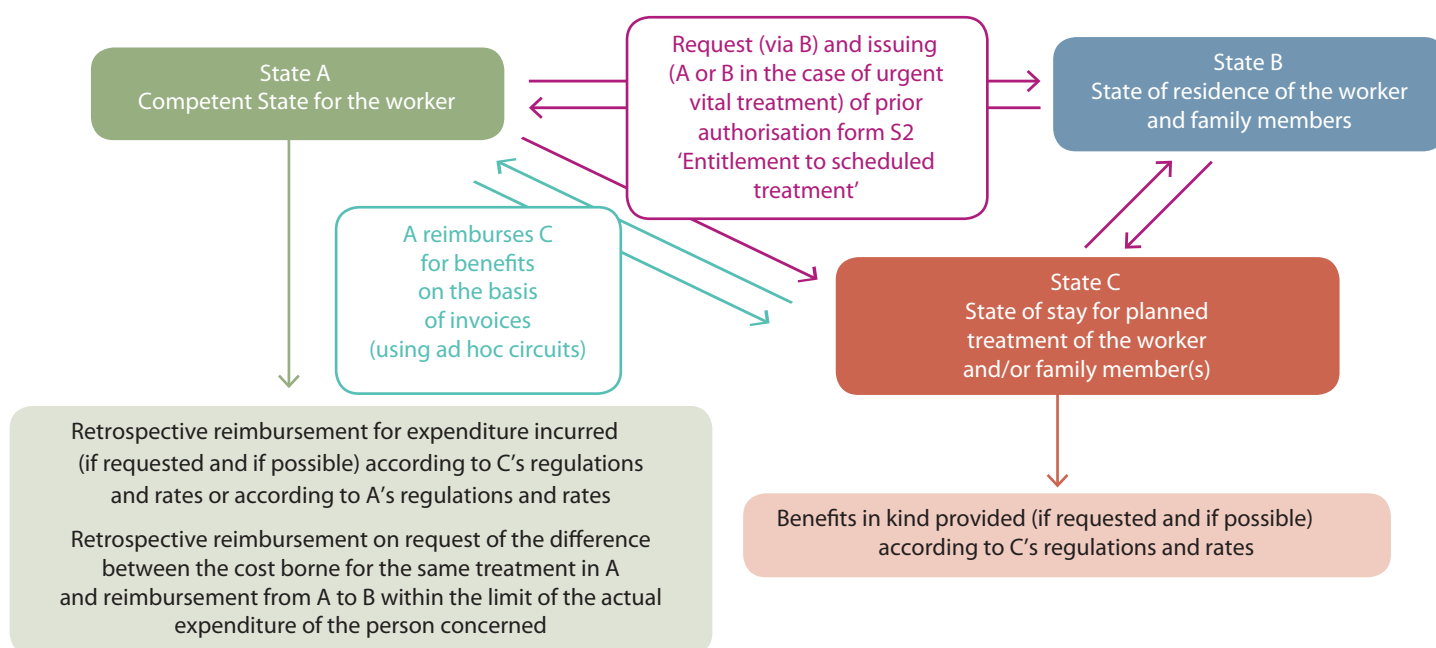 State A
Competent State for the worker
Request (via B) and issuing
(A or B in the case of urgent
vital treatment) of prior
authorisation form S2
‘Entitlement to scheduled
treatment’
State B
State of residence of the worker
and family members
A reimburses C
for benefits
on the basis
of invoices
(using ad hoc circuits)
State C
State of stay for planned
treatment of the worker
and/or family member(s)
Retrospective reimbursement for expenditure incurred
(if requested and if possible) according to C’s regulations
and rates or according to A’s regulations and rates
Retrospective reimbursement on request of the difference
between the cost borne for the same treatment in A
and reimbursement from A to B within the limit of the actual
expenditure of the person concerned
Benefits in kind provided (if requested and if possible)
according to C’s regulations and rates